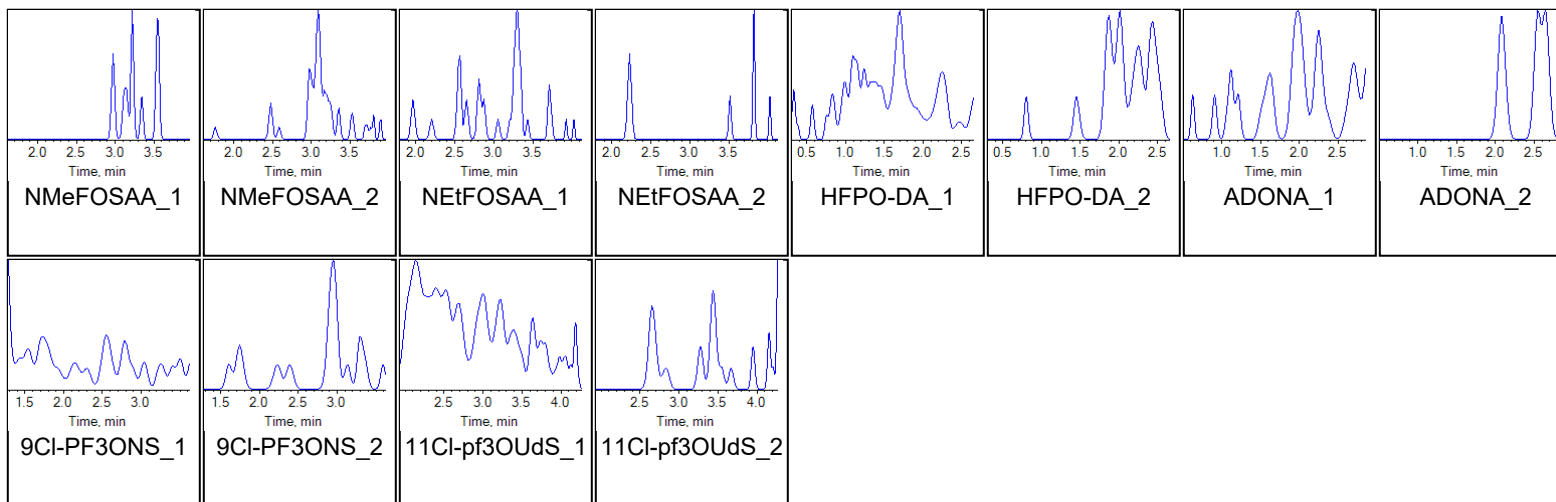 2.0 3.0 3.5 2.0 2.5 3.0 3.5 2.0 2.5 3.0 3.5 2.0 2.5 3.0 3.5 0.5 1.0 1.5 2.0 2.5 0.5 1.0 1.5 2.0 2.5 1.0 1.5 2.0 2.5 1.0 1.5 2.0 2.5
Time, min Time, min Time, min Time, min Time, min Time, min Time, min Time, min
NMeFOSAA_1 NMeFOSAA_2 NEtFOSAA_1 NEtFOSAA_2 HFPO-DA_1 HFPO-DA_2 ADONA_1 ADONA_2
1.5 2.0 2.5 3.0 1.5 2.0 2.5 3.0 2.5 3.0 3.5 4.0 2.5 3.0 3.5 4.0
Time, min Time, min Time, min Time, min
9Cl-PF3ONS_1 9Cl-PF3ONS_2 11Cl-pf3OUdS_1 11Cl-pf3OUdS_2